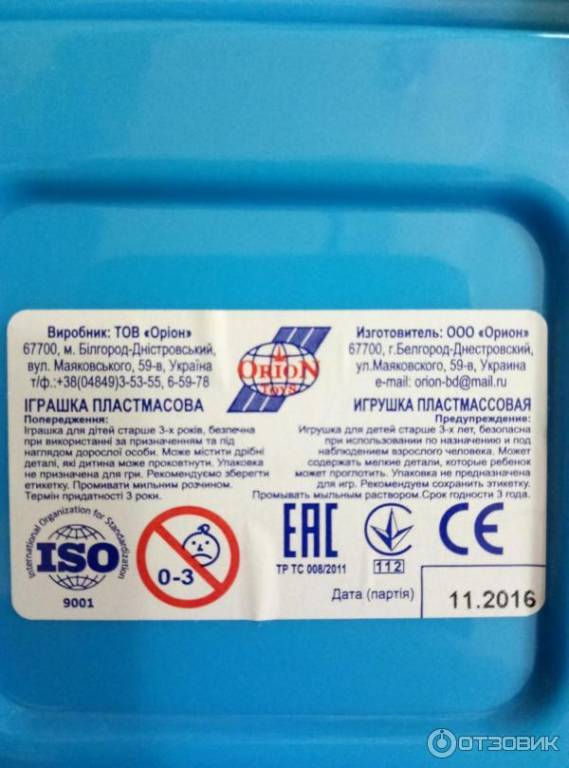 Виробник: ТОВ «Оріон»
67700, м. Білгород-Дністровський,
вул. Маяковського, 59-в, Україна
т/ф.:+38(04849)3-53-55, 6-59-78
ІГРАШКА ПЛАСТМАСОВА
Попередження:
Іграшка для дітей старше 3-х років, безпечна
при використанні за призначенням та під
наглядом дорослої особи. Може містити дрібні
деталі, які дитина може проковтнути. Упаковка
не призначена для гри. Рекомендуємо зберегти
етикетку. Промивати мильним розчином.
Термін придатності 3 роки.
ORION
TOYS
Изготовитель: ООО «Орион»
67700, г.Белгород-Днестровский,
ул.Маяковского, 59-в, Украина
e-mail: orion-bd@mail.ru
ИГРУШКА ПЛАСТМАССОВАЯ
Предупреждение:
Игрушка для детей старше 3-х лет, безопасна
при использовании по назначению и под
наблюдением взрослого человека. Может
содержать мелкие детали, которые ребенок
может проглотить. Упаковка не предназначена
для игр. Рекомендуем сохранить этикетку.
Промывать мыльным раствором.Срок годности 3 года.
International Organization for Standardization
ISO
9001
0-3
EAC
ТР ТС 008/2011
112
CE
Дата (партія)
11.2016
ОТЗОВИК